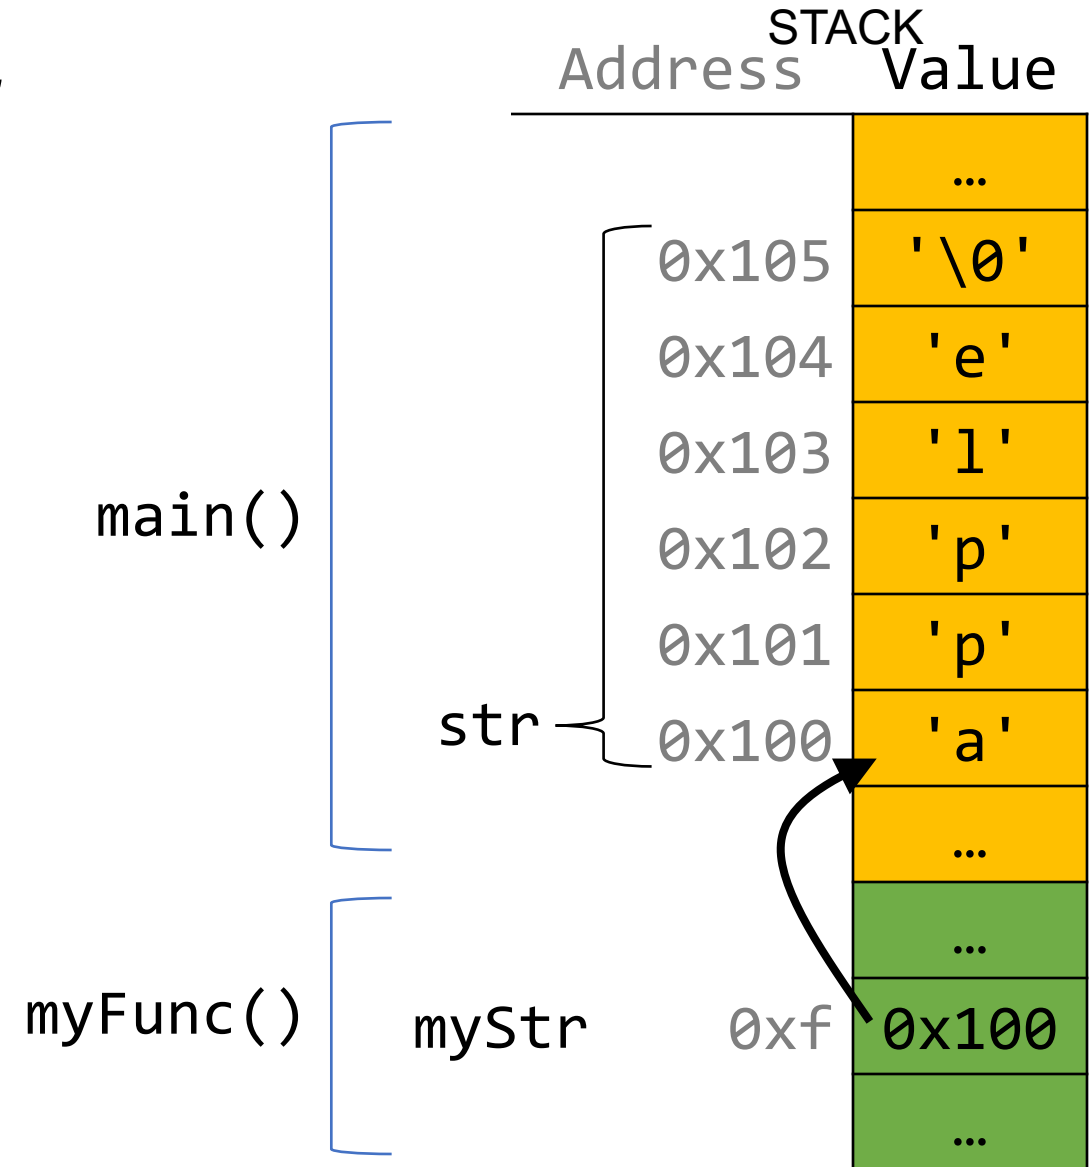 STACK
Address Value
…
0x105 '\0'
0x104 'e'
0x103 'l'
main()
0x102 'p'
0x101 'p'
str
0x100 'a'
…
…
myFunc()
myStr 0xf 0x100
…